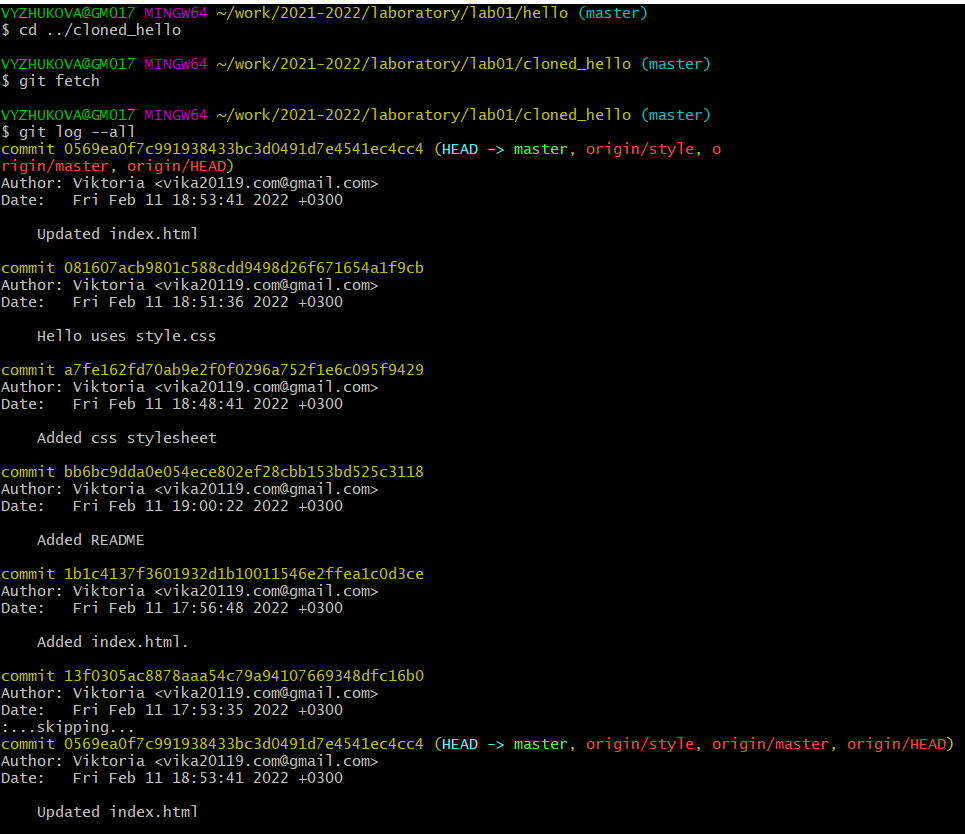 VYZHUKOVA@GMO17 MINGW64 ~/work/2021-2022/laboratory/lab01/hello (master)
$ cd ../cloned_hello
VYZHUKOVA@GMO17 MINGW64 ~/work/2021-2022/laboratory/lab01/cloned_hello (master)
$ git fetch
VYZHUKOVA@GMO17 MINGW64 ~/work/2021-2022/laboratory/lab01/cloned_hello (master)
$ git log --all
commit 0569ea0f7c991938433bc3d0491d7e4541ec4cc4 (HEAD -> master, origin/style, o
rigin/master, origin/HEAD)
Author: Viktoria <vika20119.com@gmail.com>
Date:   Fri Feb 11 18:53:41 2022 +0300
    Updated index.html
commit 081607acb9801c588cdd9498d26f671654a1f9cb
Author: Viktoria <vika20119.com@gmail.com>
Date:   Fri Feb 11 18:51:36 2022 +0300
    Hello uses style.css
commit a7fe162fd70ab9e2f0f0296a752f1e6c095f9429
Author: Viktoria <vika20119.com@gmail.com>
Date:   Fri Feb 11 18:48:41 2022 +0300
    Added css stylesheet
commit bb6bc9dda0e054ece802ef28cbb153bd525c3118
Author: Viktoria <vika20119.com@gmail.com>
Date:   Fri Feb 11 19:00:22 2022 +0300
    Added README
commit 1b1c4137f3601932d1b10011546e2ffea1c0d3ce
Author: Viktoria <vika20119.com@gmail.com>
Date:   Fri Feb 11 17:56:48 2022 +0300
    Added index.html.
commit 13f0305ac8878aaa54c79a94107669348dfc16b0
Author: Viktoria <vika20119.com@gmail.com>
Date:   Fri Feb 11 17:53:35 2022 +0300
:...skipping...
commit 0569ea0f7c991938433bc3d0491d7e4541ec4cc4 (HEAD -> master, origin/style, origin/master, origin/HEAD)
Author: Viktoria <vika20119.com@gmail.com>
Date:   Fri Feb 11 18:53:41 2022 +0300
    Updated index.html